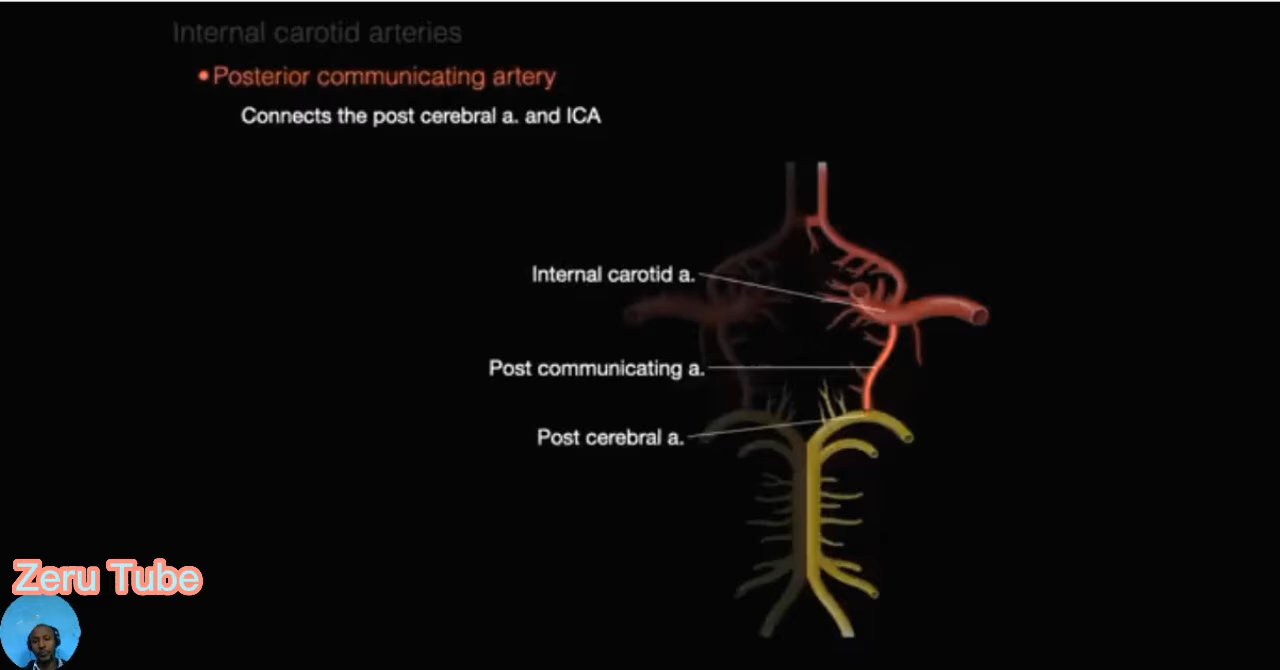 Internal carotid arteries
•Posterior communicating artery
Connects the post cerebral a. and ICA
Internal carotid a.
Post communicating a.
Post cerebral a.
Zeru Tube